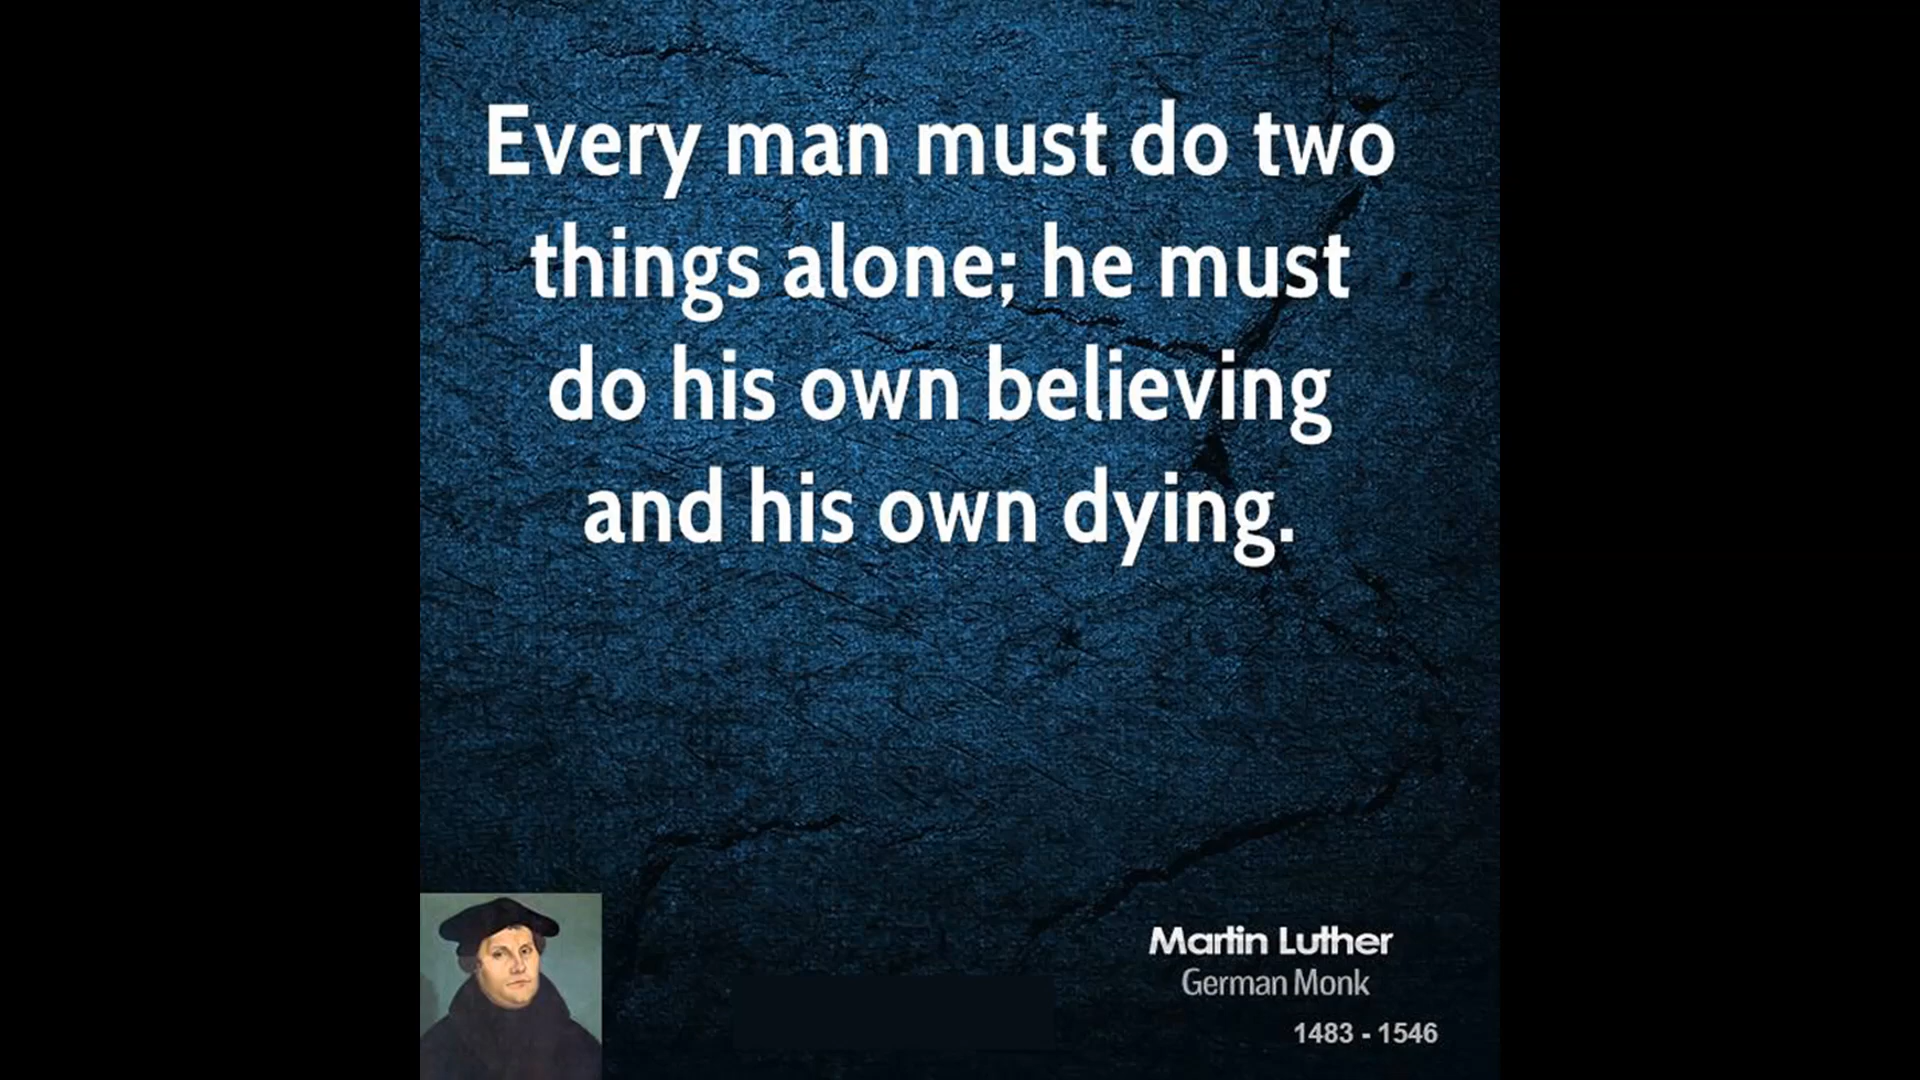 Every man must do two
things alone; he must
do his own believing
and his own dying.
Martin Luther
German Monk
1483 - 1546